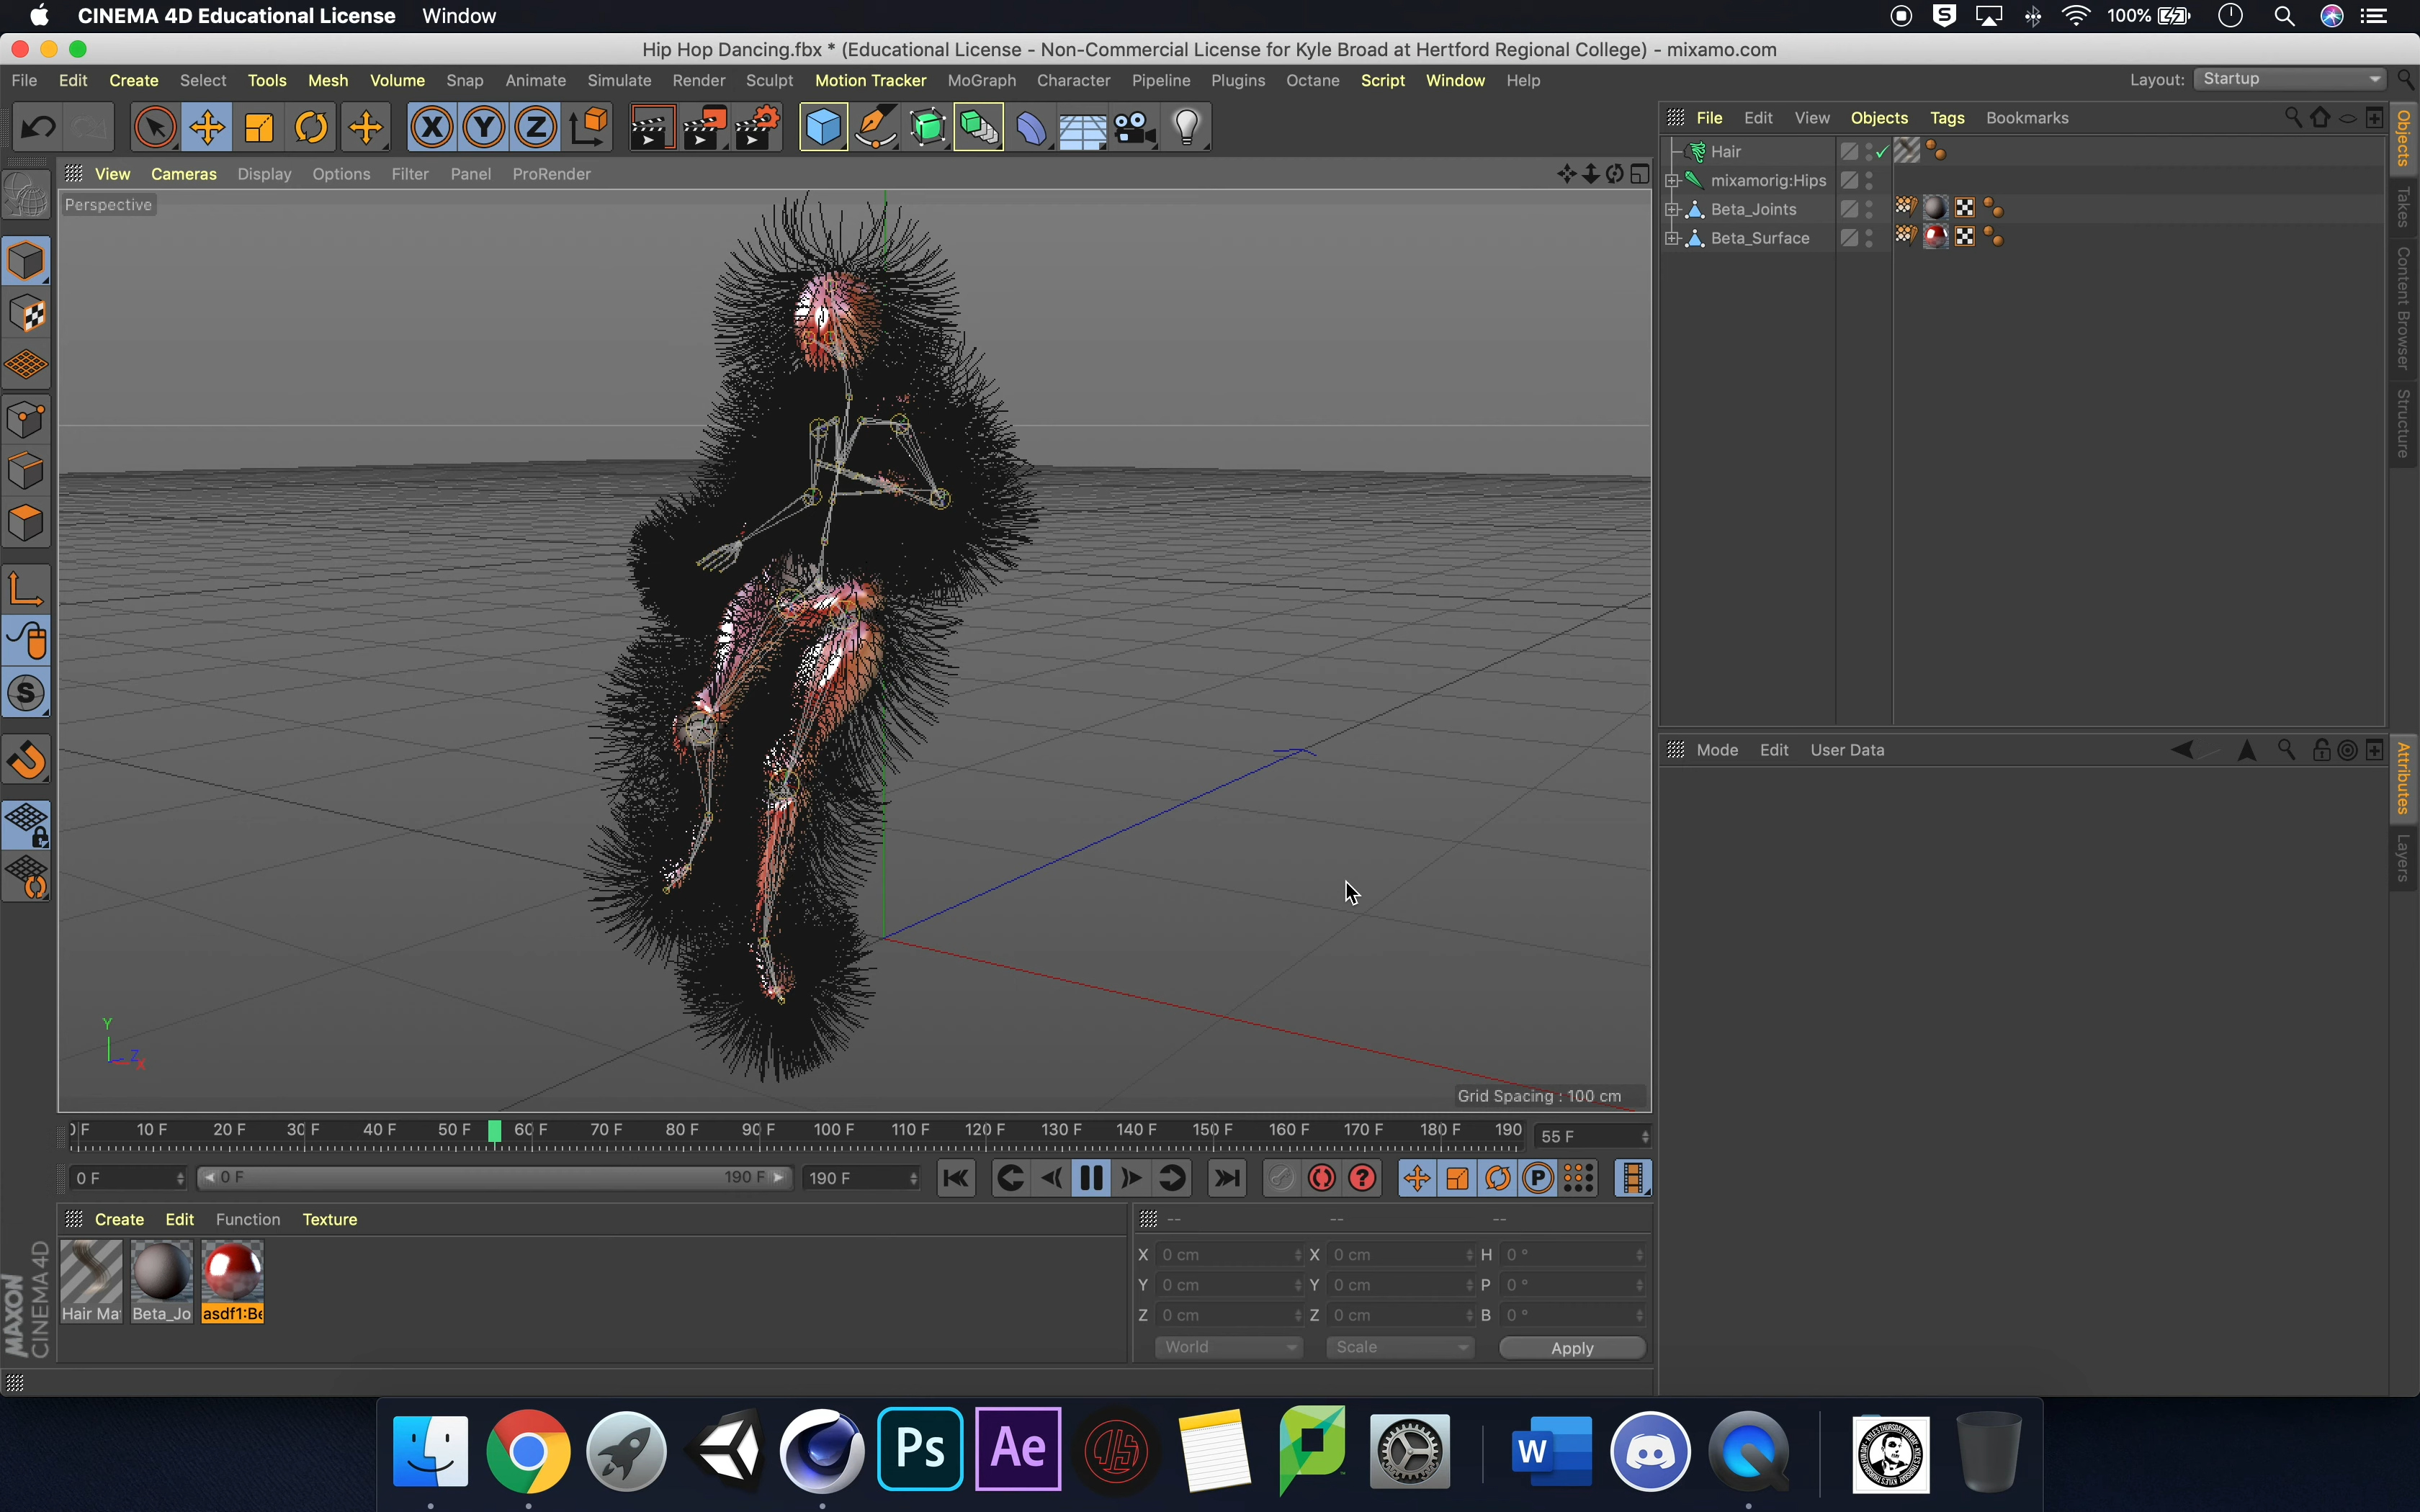 CINEMA 4D Educational License Window
S 100%
Hip Hop Dancing.fbx * (Educational License - Non-Commercial License for Kyle Broad at Hertford Regional College) - mixamo.com
File Edit Create Select Tools Mesh Volume Snap Animate Simulate Render Sculpt Motion Tracker MoGraph Character Pipeline Plugins Octane Script Window Help
Layout: Startup
X Y Z
File Edit View Objects Tags Bookmarks
Hair
mixamorig:Hips
Beta_Joints
Beta_Surface
Objects
Takes
Content Browser
Structure
View Cameras Display Options Filter Panel ProRender
Perspective
S
Y
Z
X
Grid Spacing : 100 cm
Mode Edit User Data
Attributes
Layers
0 F 10 F 20 F 30 F 40 F 50 F 60 F 70 F 80 F 90 F 100 F 110 F 120 F 130 F 140 F 150 F 160 F 170 F 180 F 190
55 F
0 F 0 F 190 F 190 F
? P
Create Edit Function Texture
Hair Ma Beta_Jo asdf1:Be
-- -- --
X 0 cm X 0 cm H 0 °
Y 0 cm Y 0 cm P 0 °
Z 0 cm Z 0 cm B 0 °
World Scale Apply
MAXON
CINEMA 4D
Ps Ae W